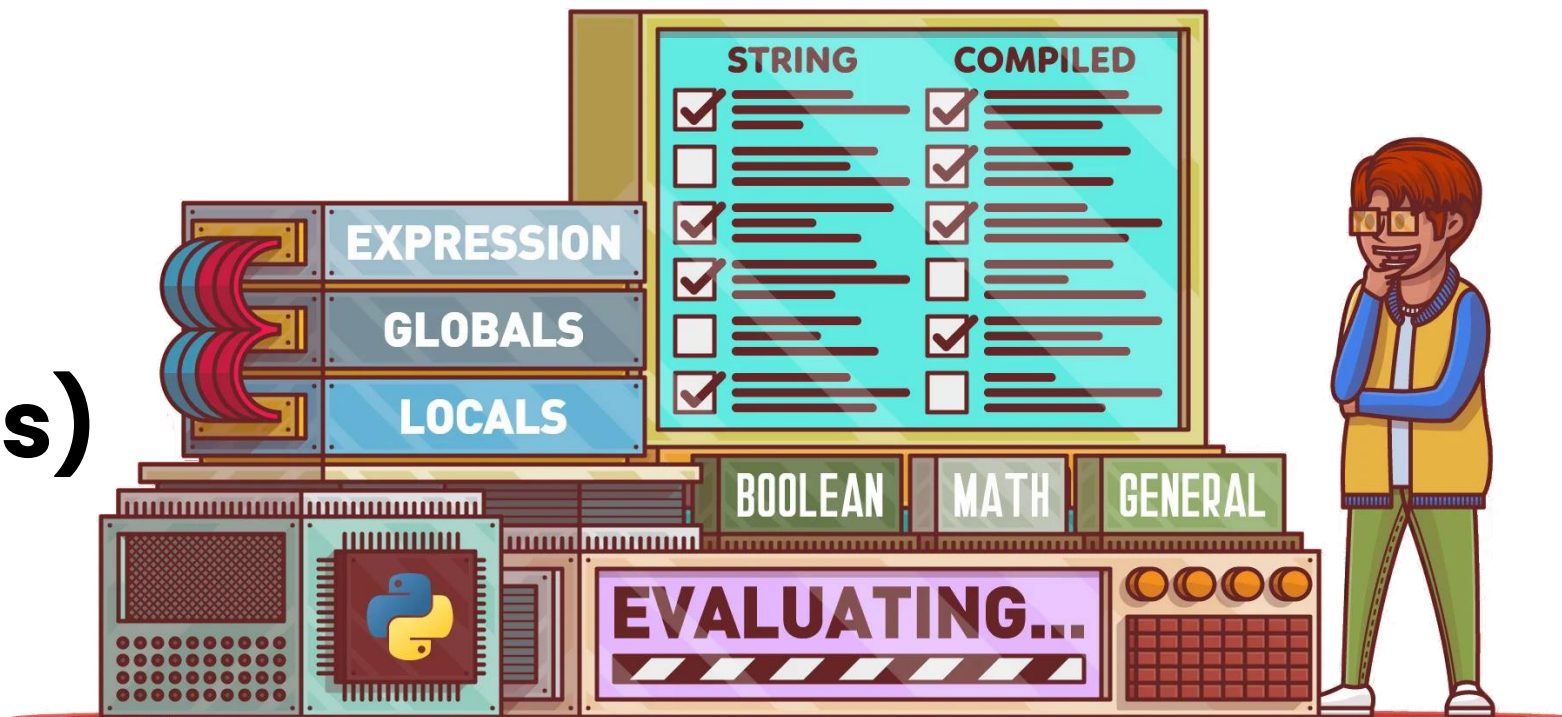 STRING COMPILED
EXPRESSION
GLOBALS
LOCALS
s)
BOOLEAN MATH GENERAL
EVALUATING...